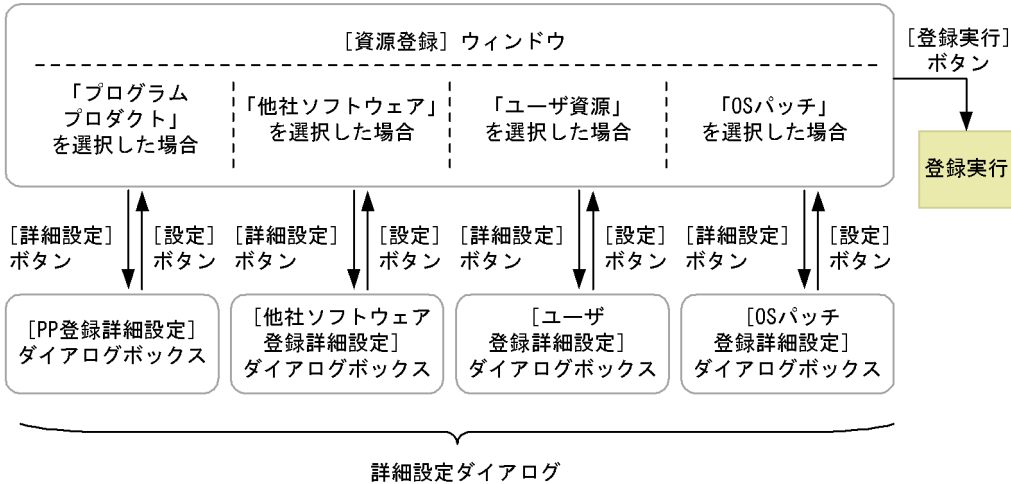 [資源登録] ウィンドウ
[登録実行]
ボタン
「プログラム
プロダクト」
を選択した場合
「他社ソフトウェア」
を選択した場合
「ユーザ資源」
を選択した場合
「OSパッチ」
を選択した場合
登録実行
[詳細設定]
ボタン
[設定]
ボタン
[詳細設定]
ボタン
[設定]
ボタン
[詳細設定]
ボタン
[設定]
ボタン
[詳細設定]
ボタン
[設定]
ボタン
[PP登録詳細設定]
ダイアログボックス
[他社ソフトウェア
登録詳細設定]
ダイアログボックス
[ユーザ
登録詳細設定]
ダイアログボックス
[OSパッチ
登録詳細設定]
ダイアログボックス
詳細設定ダイアログ